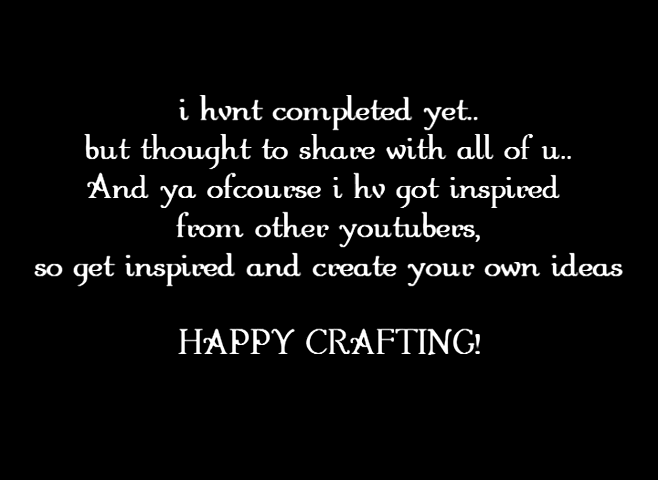 i hvnt completed yet..
but thought to share with all of u..
And ya ofcourse i hv got inspired
from other youtubers,
so get inspired and create your own ideas
HAPPY CRAFTING!